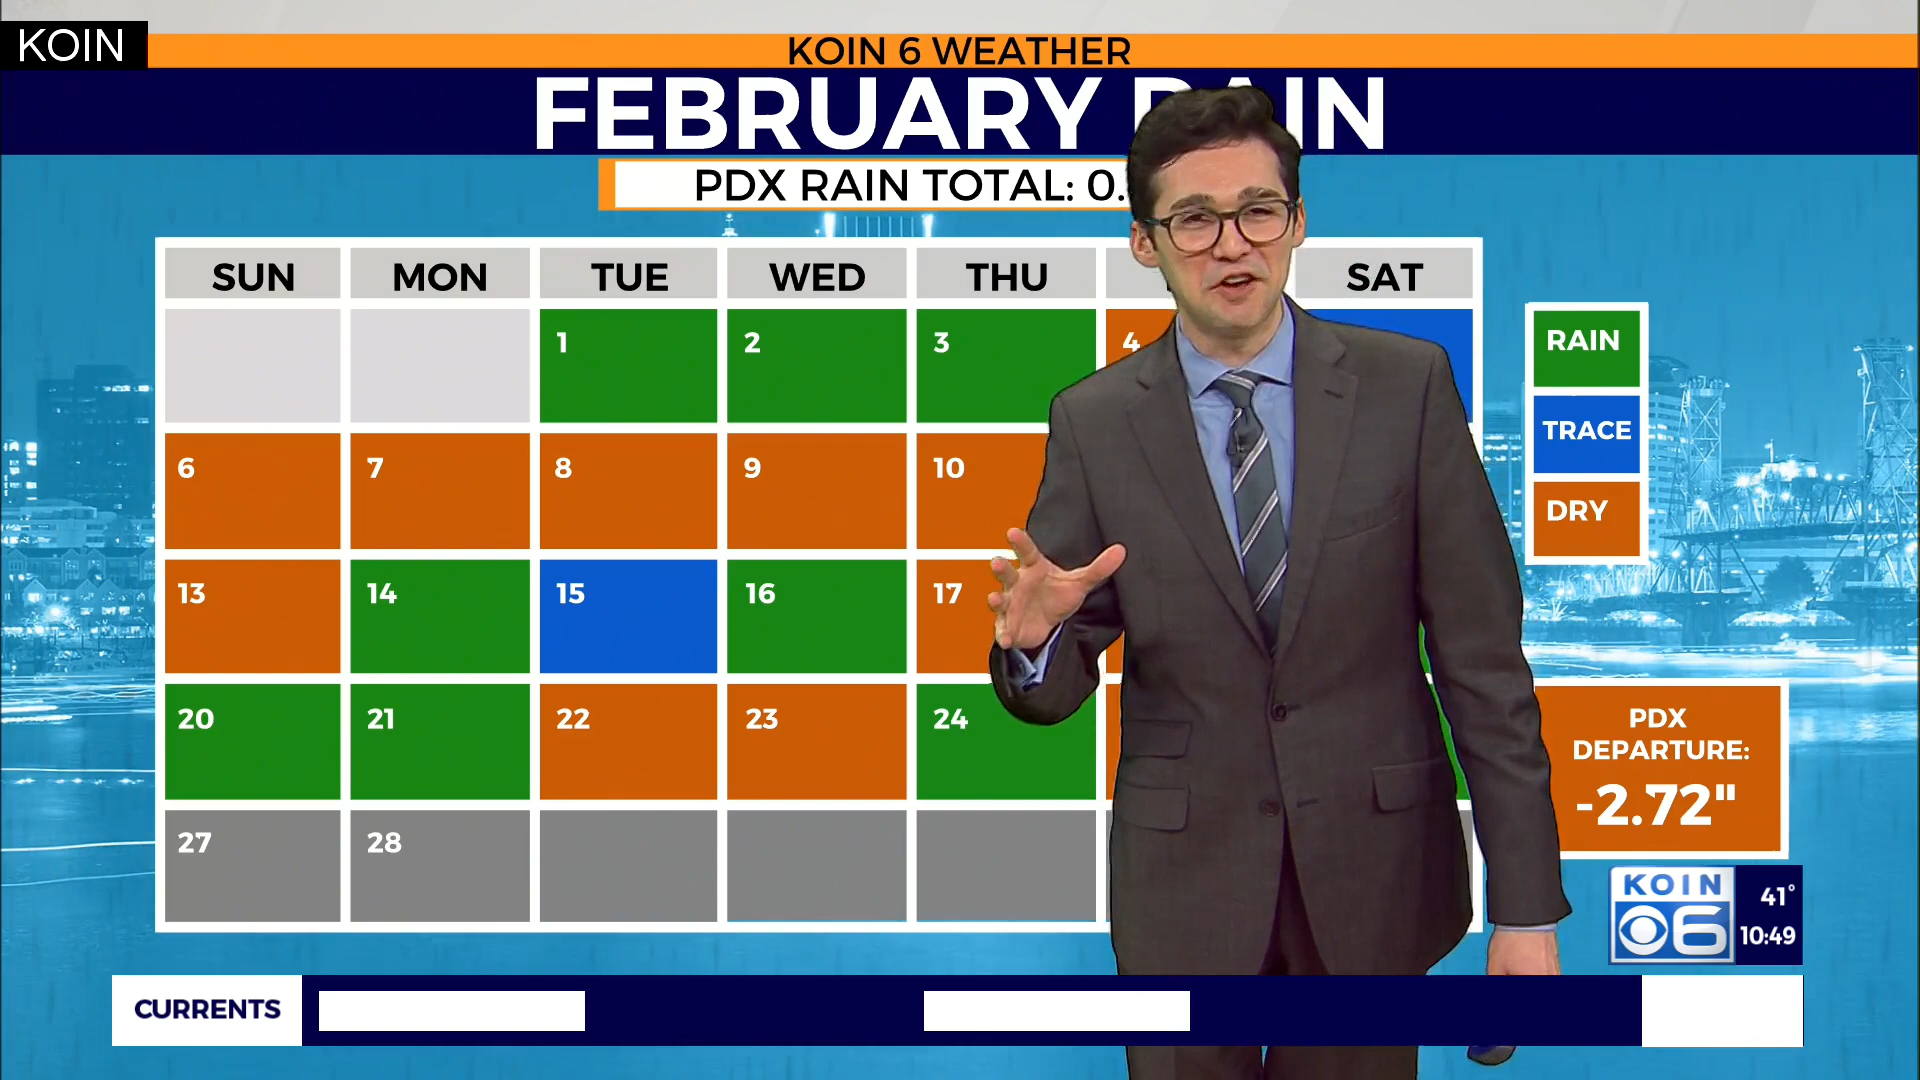 KOIN
KOIN 6 WEATHER
FEBRUARY RAIN
PDX RAIN TOTAL: 0.
SUN MON TUE WED THU SAT
1 2 3 4
6 7 8 9 10
13 14 15 16 17
20 21 22 23 24
27 28
RAIN
TRACE
DRY
PDX
DEPARTURE:
-2.72"
KOIN
6
41°
10:49
CURRENTS